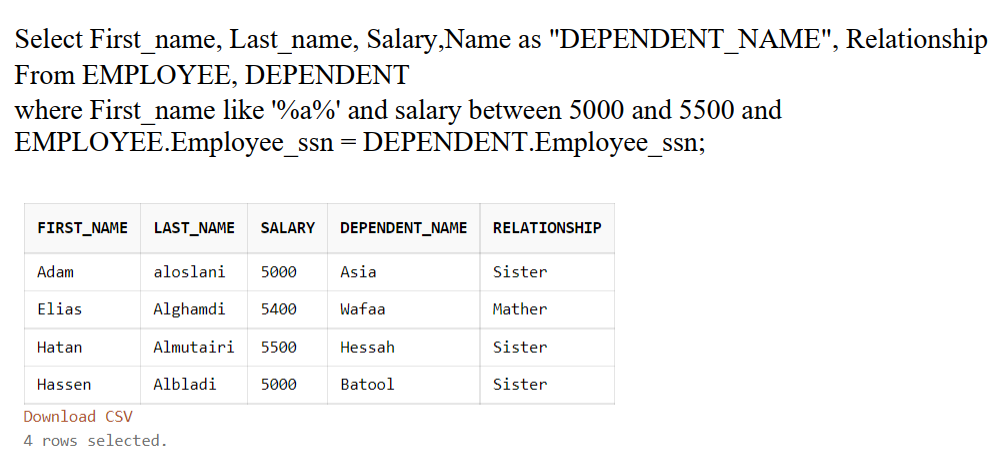 Select First_name, Last_name, Salary,Name as "DEPENDENT_NAME", Relationship
From EMPLOYEE, DEPENDENT
where First_name like '%a%' and salary between 5000 and 5500 and
EMPLOYEE.Employee_ssn = DEPENDENT.Employee_ssn;
FIRST_NAME LAST_NAME SALARY DEPENDENT_NAME RELATIONSHIP
Adam aloslani 5000 Asia Sister
Elias Alghamdi 5400 Wafaa Mather
Hatan Almutairi 5500 Hessah Sister
Hassen Albladi 5000 Batool Sister
Download CSV
4 rows selected.